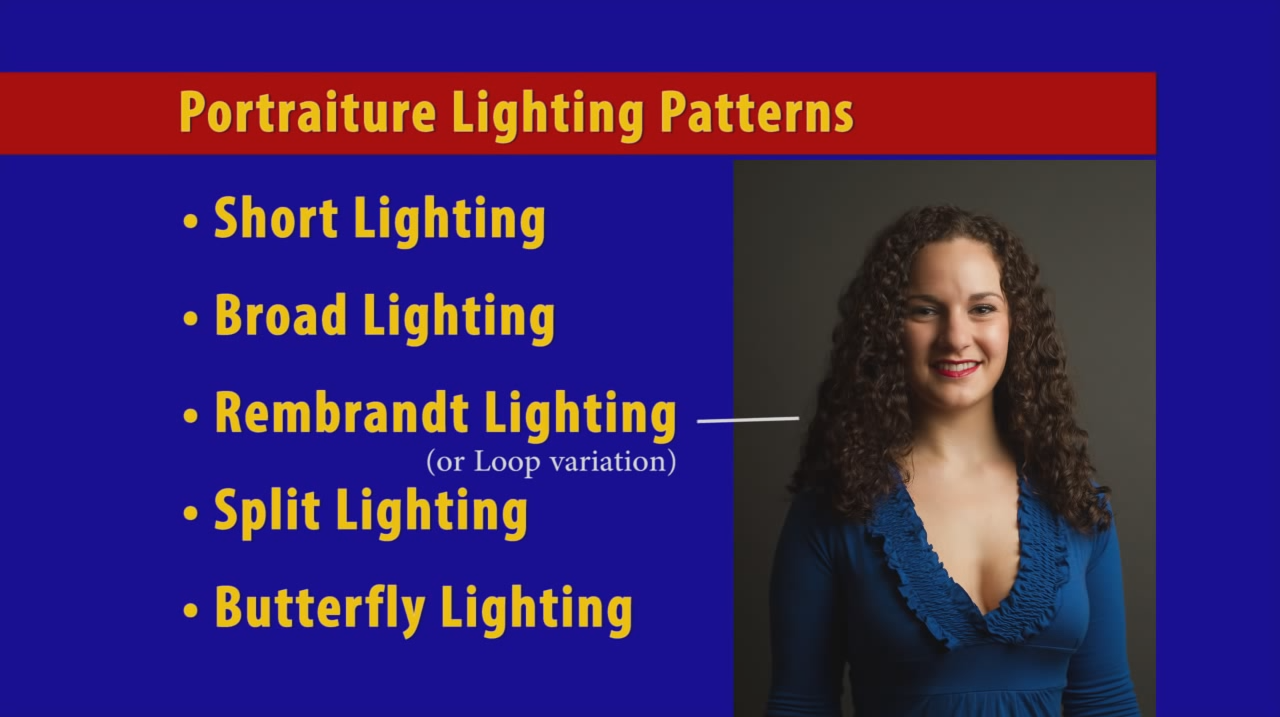 Portraiture Lighting Patterns
• Short Lighting
• Broad Lighting
• Rembrandt Lighting
(or Loop variation)
• Split Lighting
• Butterfly Lighting